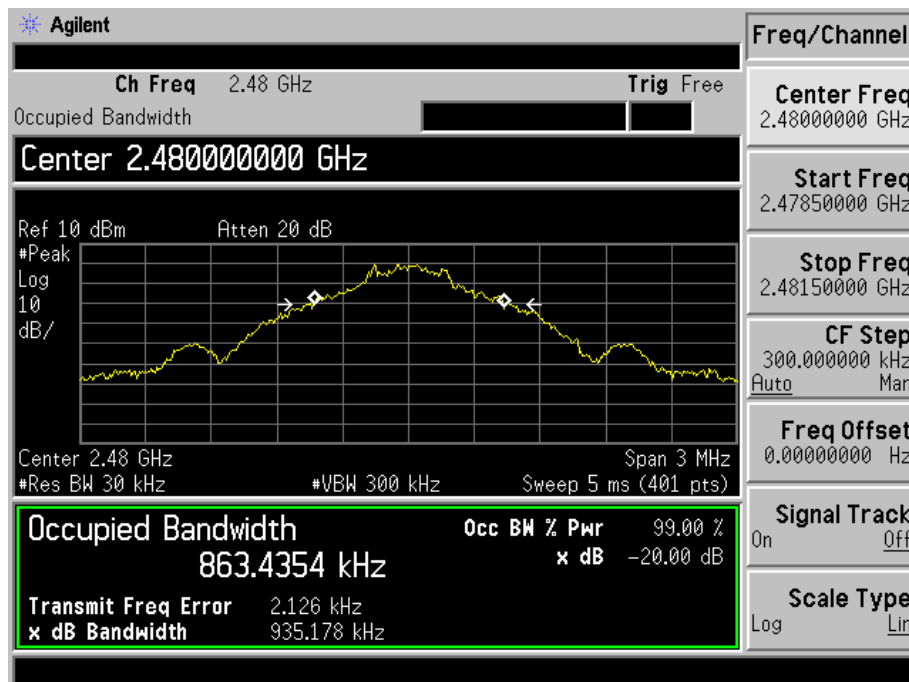 Agilent
Ch Freq 2.48 GHz Trig Free
Occupied Bandwidth
Center 2.480000000 GHz
Ref 10 dBm Atten 20 dB
#Peak
Log
10
dB/
Center 2.48 GHz Span 3 MHz
#Res BW 30 kHz #VBW 300 kHz Sweep 5 ms (401 pts)
Occupied Bandwidth
863.4354 kHz
Occ BW % Pwr 99.00 %
x dB -20.00 dB
Transmit Freq Error 2.126 kHz
x dB Bandwidth 935.178 kHz
Freq/Channel
Center Freq
2.48000000 GHz
Start Freq
2.47850000 GHz
Stop Freq
2.48150000 GHz
CF Step
300.000000 kHz
Auto Man
Freq Offset
0.00000000 Hz
Signal Track
On Off
Scale Type
Log Lin